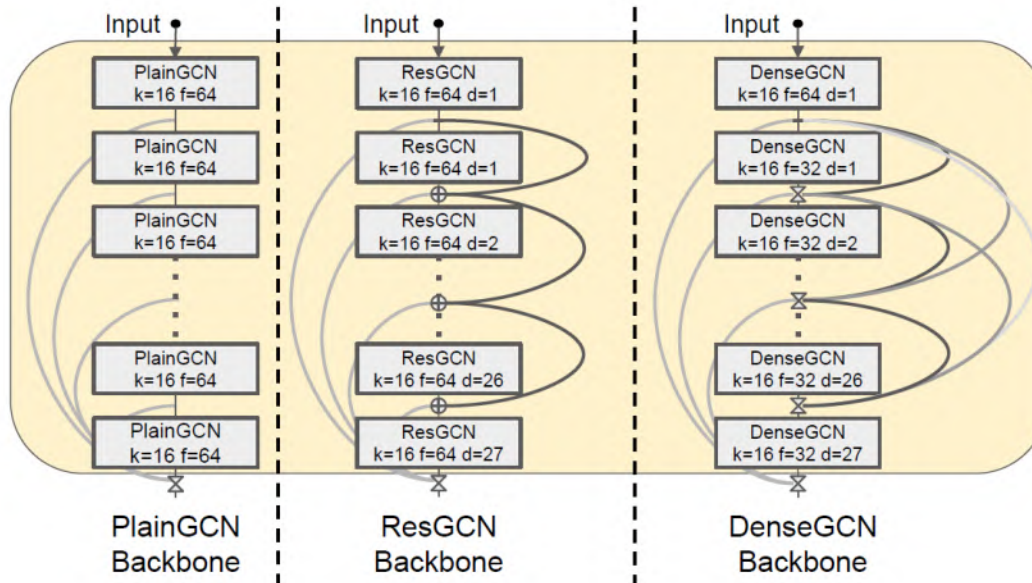 Input
PlainGCN
k=16 f=64
PlainGCN
k=16 f=64
PlainGCN
k=16 f=64
PlainGCN
k=16 f=64
PlainGCN
k=16 f=64
PlainGCN
Backbone
Input
ResGCN
k=16 f=64 d=1
ResGCN
k=16 f=64 d=1
ResGCN
k=16 f=64 d=2
ResGCN
k=16 f=64 d=26
ResGCN
k=16 f=64 d=27
ResGCN
Backbone
Input
DenseGCN
k=16 f=64 d=1
DenseGCN
k=16 f=32 d=1
DenseGCN
k=16 f=32 d=2
DenseGCN
k=16 f=32 d=26
DenseGCN
k=16 f=32 d=27
DenseGCN
Backbone